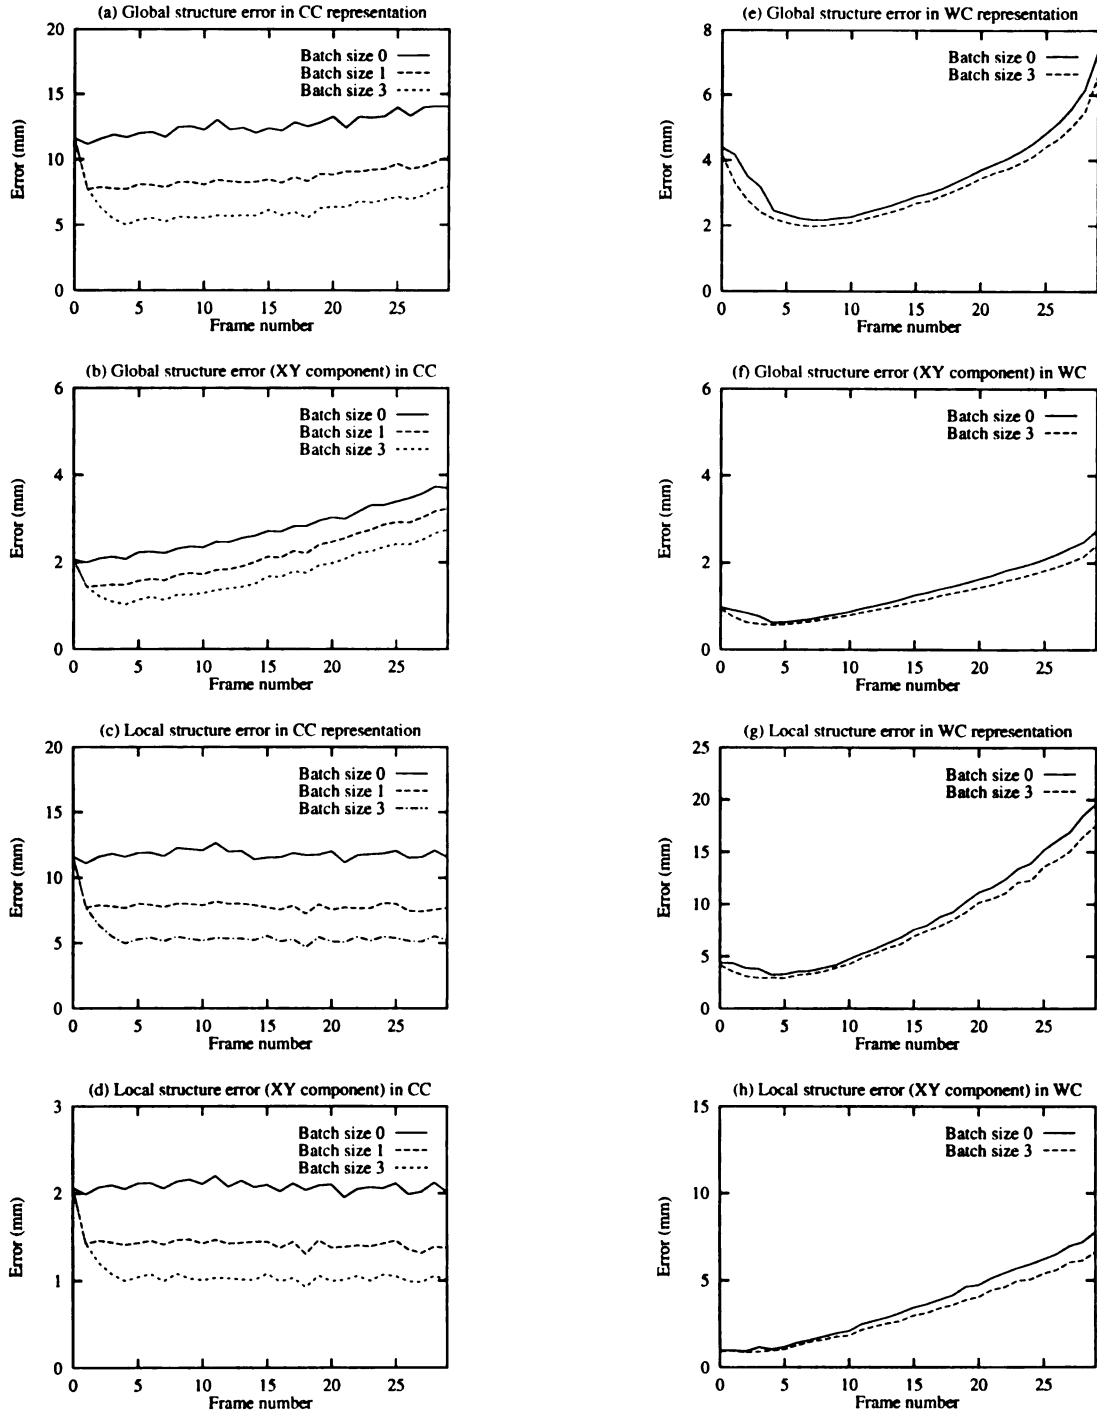 (a) Global structure error in CC representation
20
15
10
5
0
Error (mm)
Batch size 0
Batch size 1
Batch size 3
0 5 10 15 20 25
Frame number
(b) Global structure error (XY component) in CC
6
4
2
0
Error (mm)
Batch size 0
Batch size 1
Batch size 3
0 5 10 15 20 25
Frame number
(c) Local structure error in CC representation
20
15
10
5
0
Error (mm)
Batch size 0
Batch size 1
Batch size 3
0 5 10 15 20 25
Frame number
(d) Local structure error (XY component) in CC
3
2
1
0
Error (mm)
Batch size 0
Batch size 1
Batch size 3
0 5 10 15 20 25
Frame number
(e) Global structure error in WC representation
8
6
4
2
0
Error (mm)
Batch size 0
Batch size 3
0 5 10 15 20 25
Frame number
(f) Global structure error (XY component) in WC
6
4
2
0
Error (mm)
Batch size 0
Batch size 3
0 5 10 15 20 25
Frame number
(g) Local structure error in WC representation
25
20
15
10
5
0
Error (mm)
Batch size 0
Batch size 3
0 5 10 15 20 25
Frame number
(h) Local structure error (XY component) in WC
15
10
5
0
Error (mm)
Batch size 0
Batch size 3
0 5 10 15 20 25
Frame number